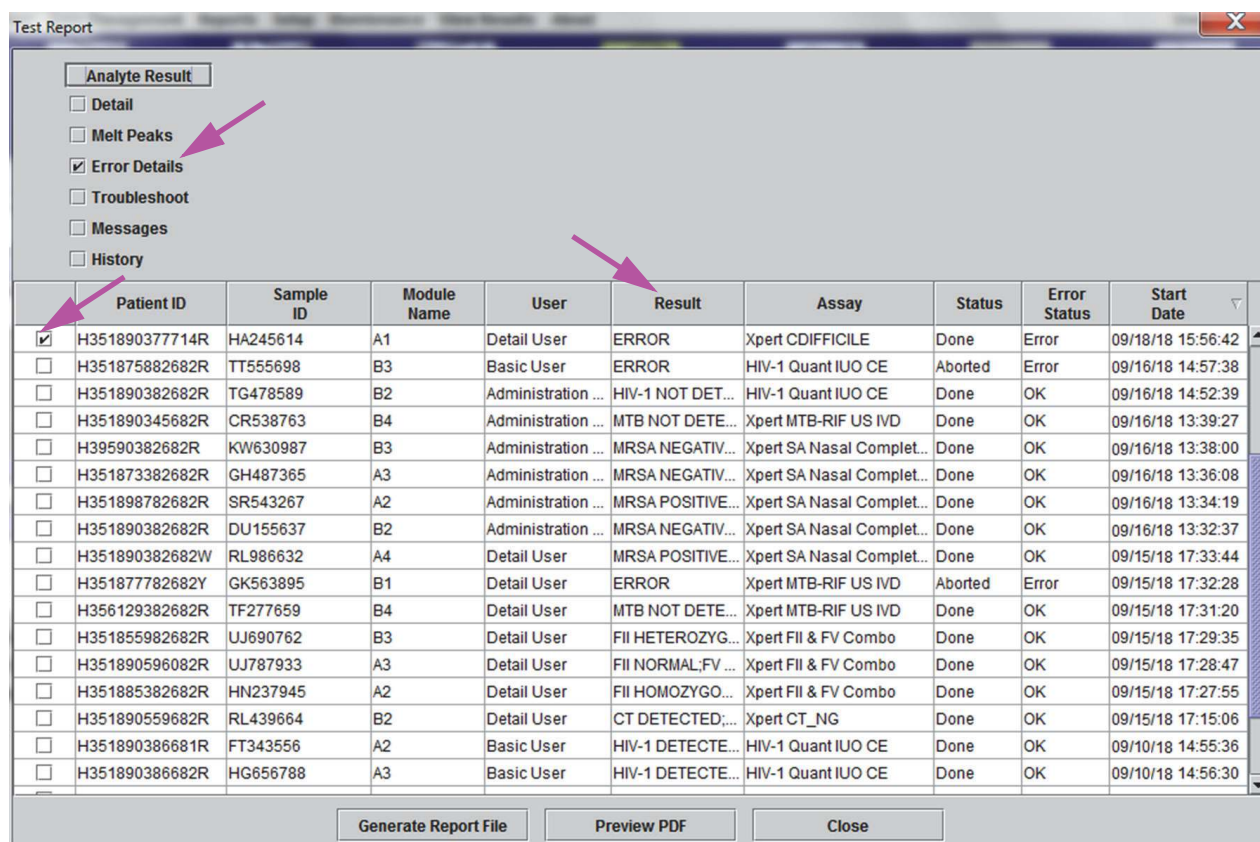 Test Report
Analyte Result
Detail
Melt Peaks
Error Details
Troubleshoot
Messages
History
Patient ID Sample ID Module Name User Result Assay Status Error Status Start Date
H351890377714R HA245614 A1 Detail User ERROR Xpert CDIFFICILE Done Error 09/18/18 15:56:42
H351875882682R TT555698 B3 Basic User ERROR HIV-1 Quant IUO CE Aborted Error 09/16/18 14:57:38
H351890382682R TG478589 B2 Administration ... HIV-1 NOT DET... HIV-1 Quant IUO CE Done OK 09/16/18 14:52:39
H351890345682R CR538763 B4 Administration ... MTB NOT DETE... Xpert MTB-RIF US IVD Done OK 09/16/18 13:39:27
H39590382682R KW630987 B3 Administration ... MRSA NEGATIV... Xpert SA Nasal Complet... Done OK 09/16/18 13:38:00
H351873382682R GH487365 A3 Administration ... MRSA NEGATIV... Xpert SA Nasal Complet... Done OK 09/16/18 13:36:08
H351898782682R SR543267 A2 Administration ... MRSA POSITIVE... Xpert SA Nasal Complet... Done OK 09/16/18 13:34:19
H351890382682R DU155637 B2 Administration ... MRSA NEGATIV... Xpert SA Nasal Complet... Done OK 09/16/18 13:32:37
H351890382682W RL986632 A4 Detail User MRSA POSITIVE... Xpert SA Nasal Complet... Done OK 09/15/18 17:33:44
H351877782682Y GK563895 B1 Detail User ERROR Xpert MTB-RIF US IVD Aborted Error 09/15/18 17:32:28
H356129382682R TF277659 B4 Detail User MTB NOT DETE... Xpert MTB-RIF US IVD Done OK 09/15/18 17:31:20
H351855982682R UJ690762 B3 Detail User FII HETEROZYG... Xpert FII & FV Combo Done OK 09/15/18 17:29:35
H351890596082R UJ787933 A3 Detail User FII NORMAL;FV ... Xpert FII & FV Combo Done OK 09/15/18 17:28:47
H351885382682R HN237945 A2 Detail User FII HOMOZYGO... Xpert FII & FV Combo Done OK 09/15/18 17:27:55
H351890559682R RL439664 B2 Detail User CT DETECTED;... Xpert CT_NG Done OK 09/15/18 17:15:06
H351890386681R FT343556 A2 Basic User HIV-1 DETECTE... HIV-1 Quant IUO CE Done OK 09/10/18 14:55:36
H351890386682R HG656788 A3 Basic User HIV-1 DETECTE... HIV-1 Quant IUO CE Done OK 09/10/18 14:56:30
Generate Report File Preview PDF Close